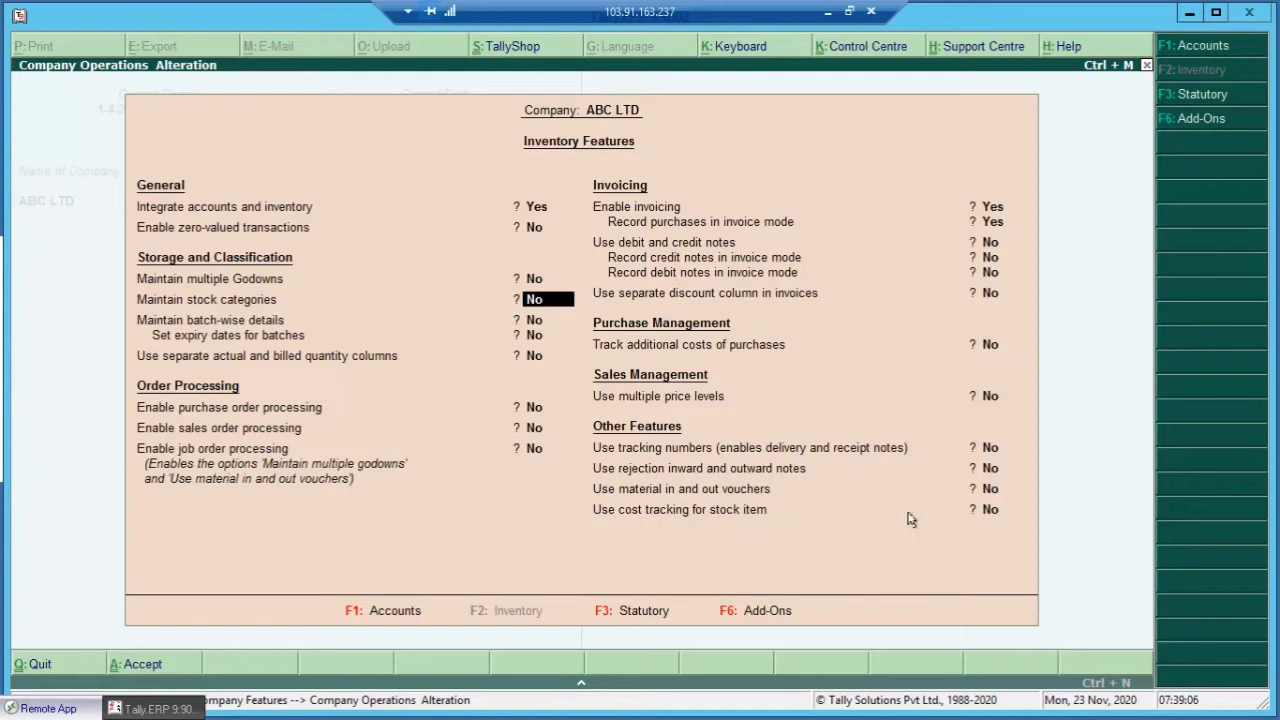 103.91.163.237
P: Print
E: Export
M: E-Mail
O: Upload
S: TallyShop
G: Language
K: Keyboard
K: Control Centre
H: Support Centre
H: Help
F1: Accounts
F2: Inventory
F3: Statutory
F6: Add-Ons
Company Operations Alteration
Ctrl + M
Name of Company
ABC LTD
Company: ABC LTD
Inventory Features
General
Integrate accounts and inventory ? Yes
Enable zero-valued transactions ? No
Storage and Classification
Maintain multiple Godowns ? No
Maintain stock categories ? No
Maintain batch-wise details ? No
Set expiry dates for batches ? No
Use separate actual and billed quantity columns ? No
Order Processing
Enable purchase order processing ? No
Enable sales order processing ? No
Enable job order processing ? No
(Enables the options 'Maintain multiple godowns'
and 'Use material in and out vouchers')
Invoicing
Enable invoicing ? Yes
Record purchases in invoice mode ? Yes
Use debit and credit notes ? No
Record credit notes in invoice mode ? No
Record debit notes in invoice mode ? No
Use separate discount column in invoices ? No
Purchase Management
Track additional costs of purchases ? No
Sales Management
Use multiple price levels ? No
Other Features
Use tracking numbers (enables delivery and receipt notes) ? No
Use rejection inward and outward notes ? No
Use material in and out vouchers ? No
Use cost tracking for stock item ? No
F1: Accounts
F2: Inventory
F3: Statutory
F6: Add-Ons
Q: Quit
A: Accept
Ctrl + N
ompany Features --> Company Operations Alteration
© Tally Solutions Pvt Ltd., 1988-2020
Mon, 23 Nov, 2020
07:39:06
Remote App
Tally.ERP 9:90...